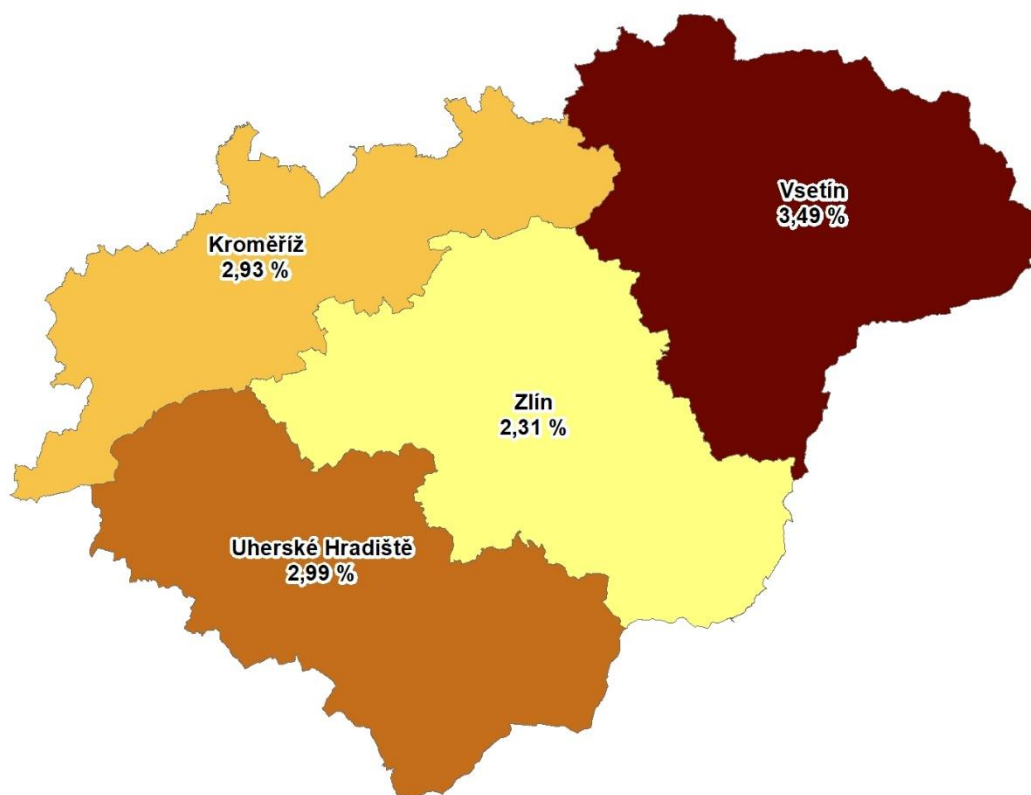 Vsetín
3,49 %
Kroměříž
2,93 %
Zlín
2,31 %
Uherské Hradiště
2,99 %